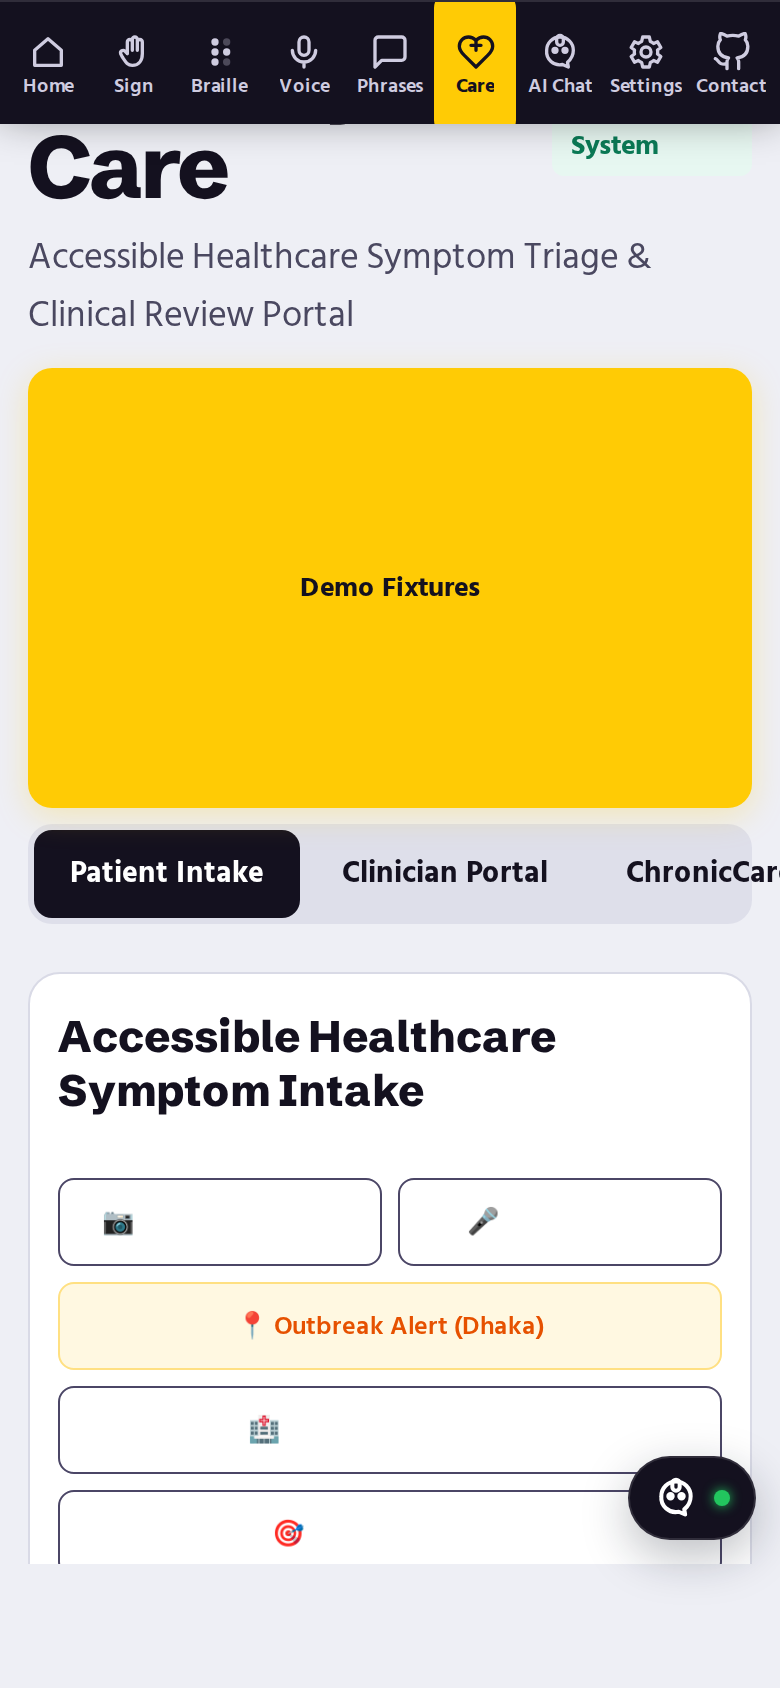 Home Sign Braille Voice Phrases Care AI Chat Settings Contact
System
Care
Accessible Healthcare Symptom Triage &
Clinical Review Portal
Demo Fixtures
Patient Intake Clinician Portal ChronicCar
Accessible Healthcare
Symptom Intake
Outbreak Alert (Dhaka)